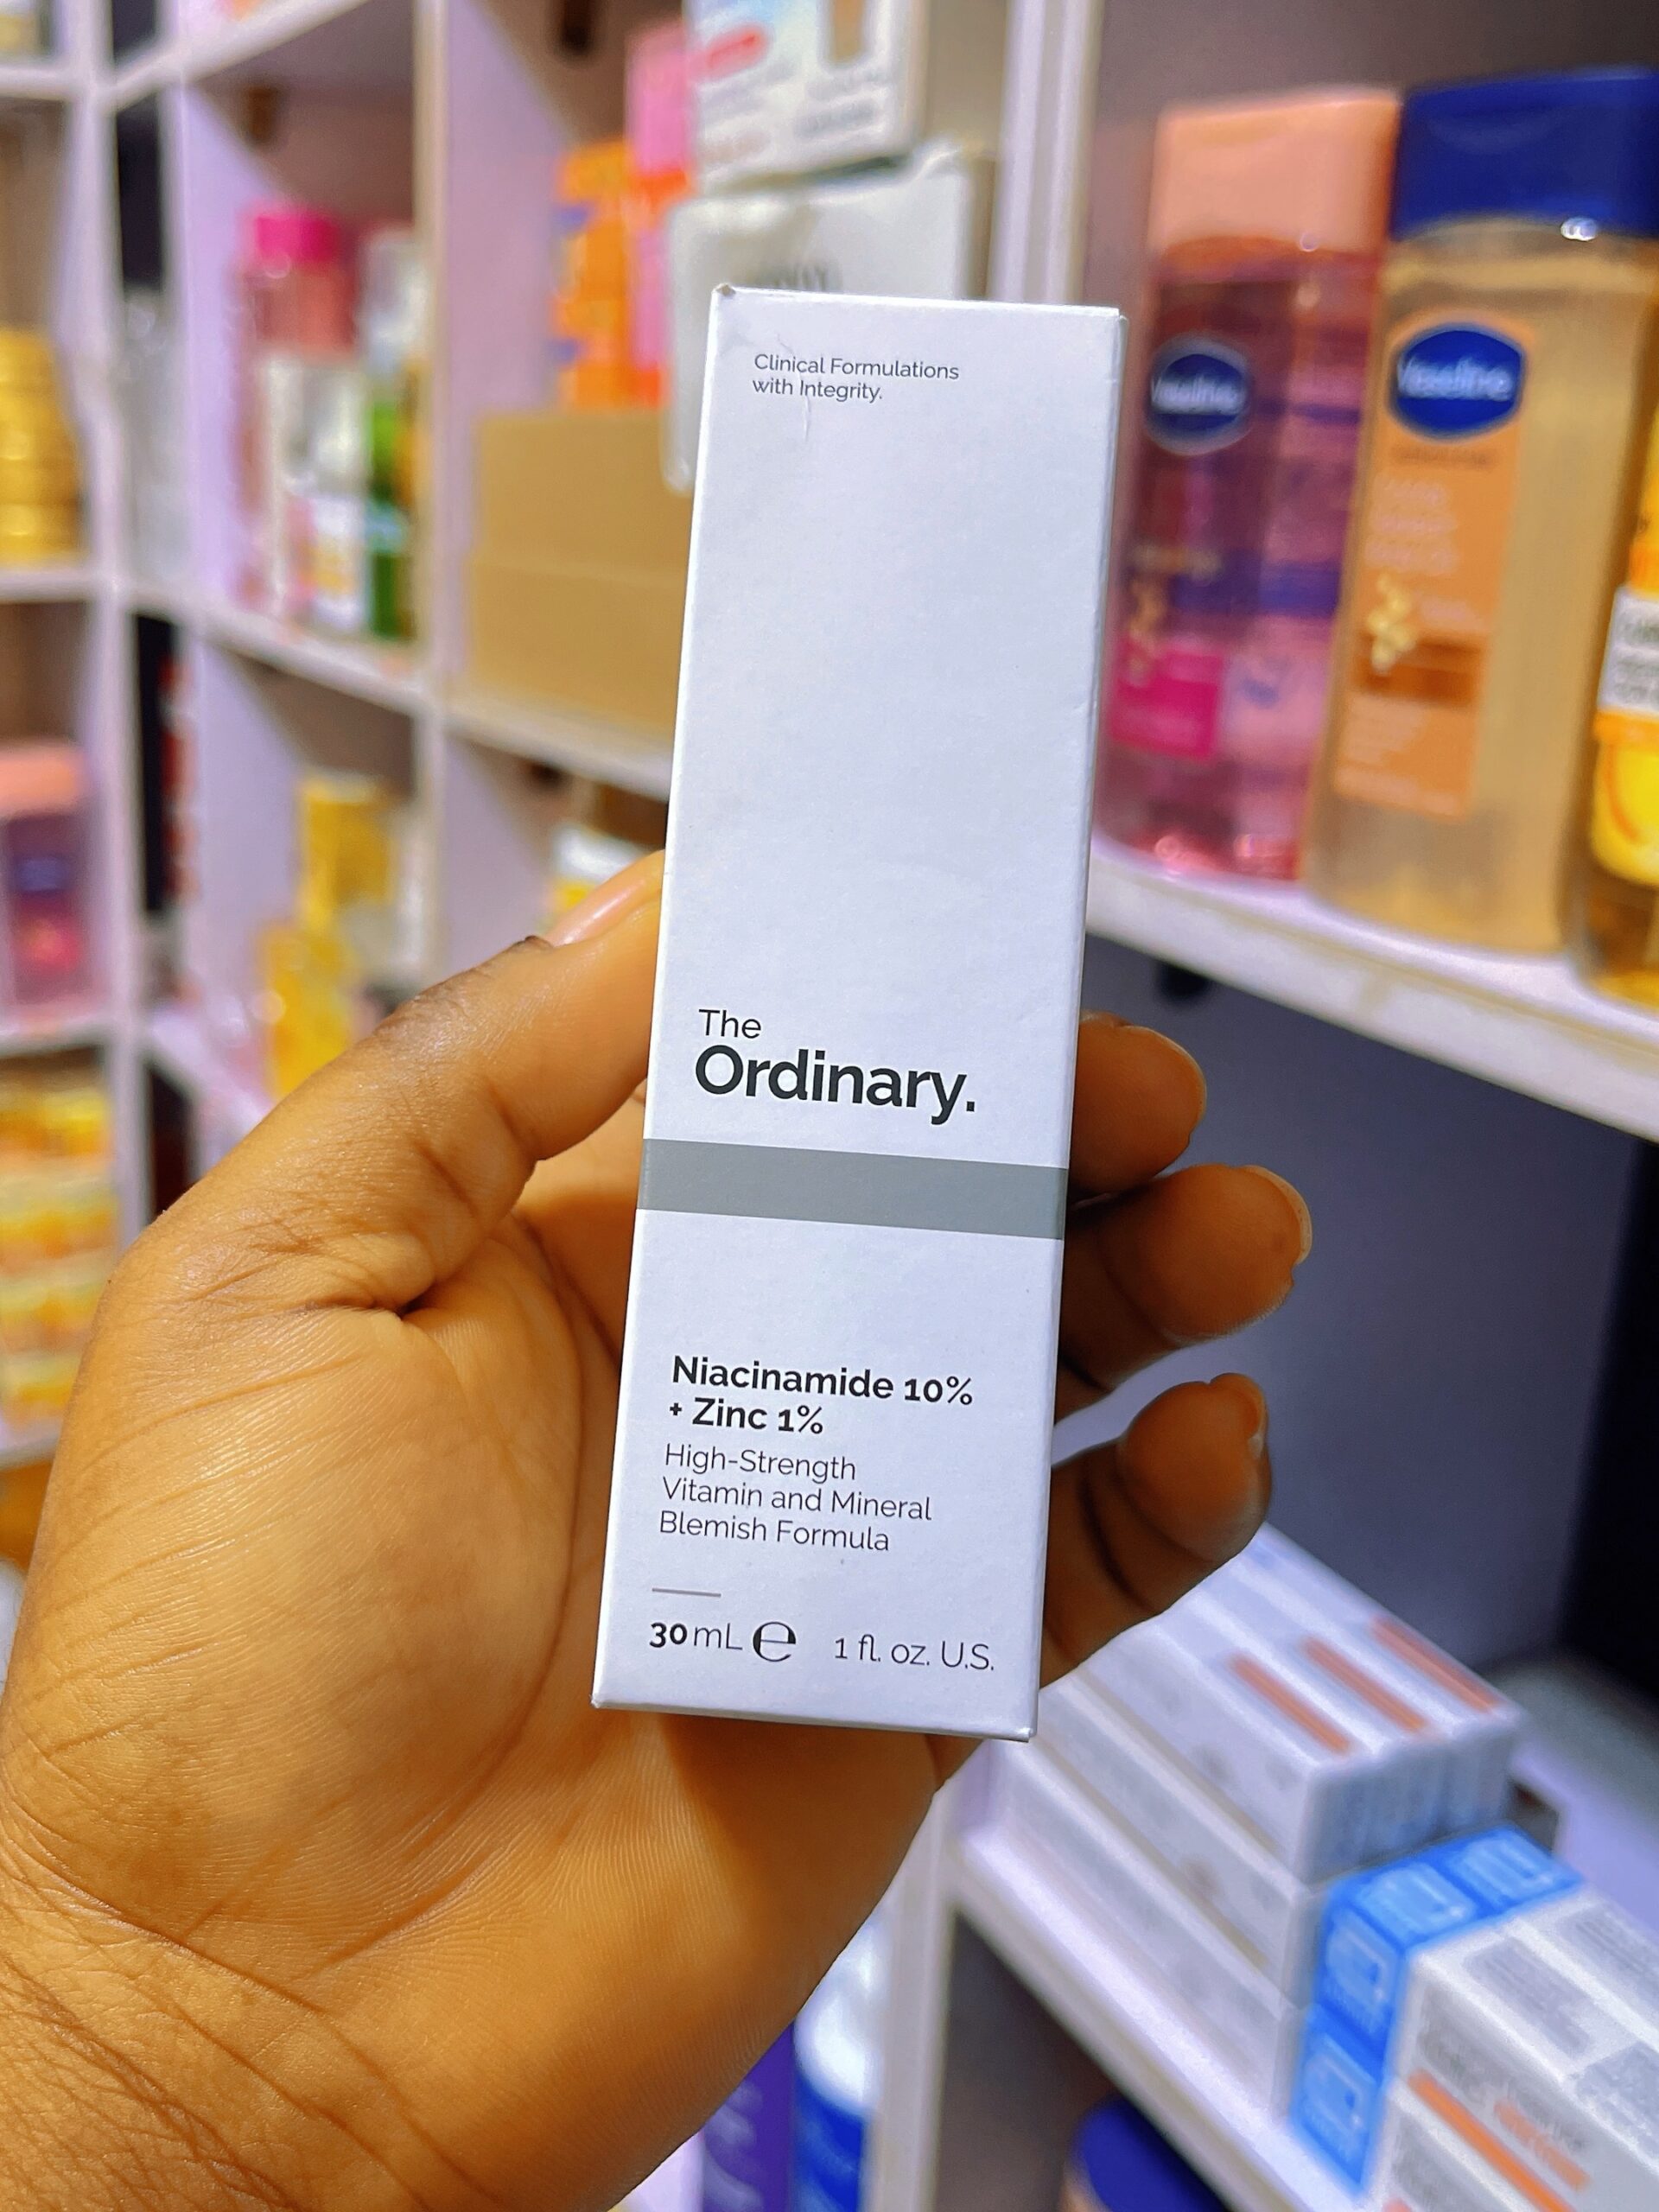 Clinical Formulations
with Integrity.
The
Ordinary.
Niacinamide 10%
+ Zinc 1%
High-Strength
Vitamin and Mineral
Blemish Formula
30 mL ℮ 1 fl. oz. U.S.
Vaseline
Vaseline